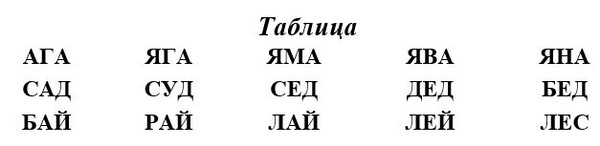 Таблица
АГА ЯГА ЯМА ЯВА ЯНА
САД СУД СЕД ДЕД БЕД
БАЙ РАЙ ЛАЙ ЛЕЙ ЛЕС